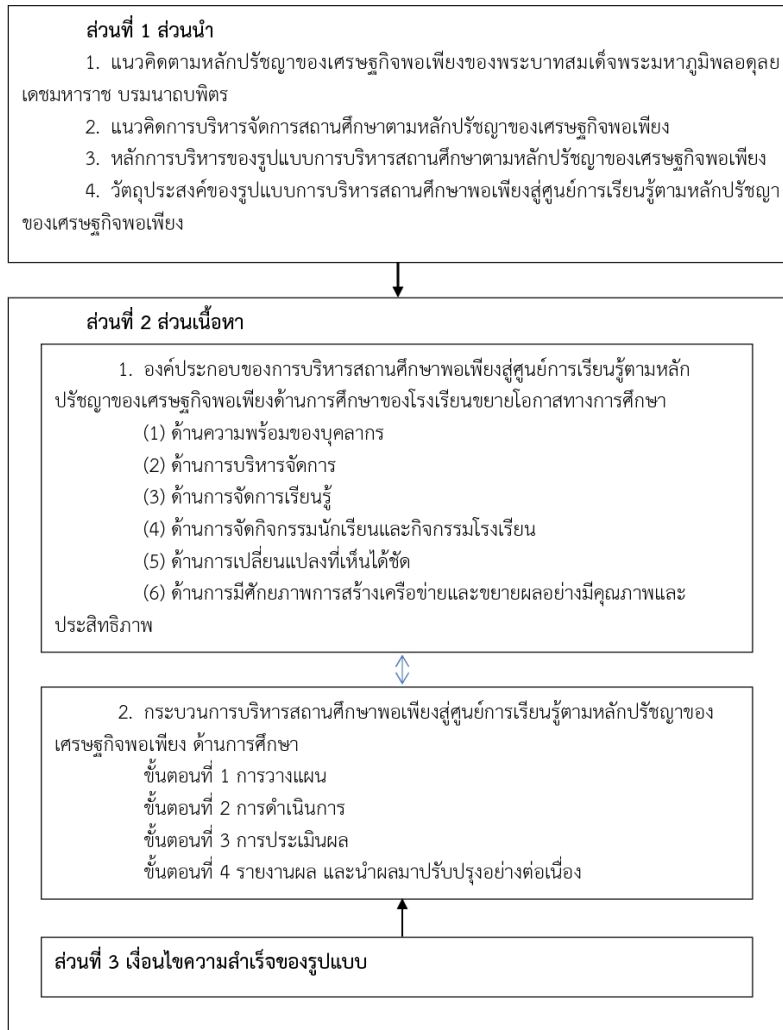 ส่วนที่ 1 ส่วนนำ
1. แนวคิดตามหลักปรัชญาของเศรษฐกิจพอเพียงของพระบาทสมเด็จพระมหาภูมิพลอดุลย
เดชมหาราช บรมนาถบพิตร
2. แนวคิดการบริหารจัดการสถานศึกษาตามหลักปรัชญาของเศรษฐกิจพอเพียง
3. หลักการบริหารของรูปแบบการบริหารสถานศึกษาตามหลักปรัชญาของเศรษฐกิจพอเพียง
4. วัตถุประสงค์ของรูปแบบการบริหารสถานศึกษาพอเพียงสู่ศูนย์การเรียนรู้ตามหลักปรัชญา
ของเศรษฐกิจพอเพียง
ส่วนที่ 2 ส่วนเนื้อหา
1. องค์ประกอบของการบริหารสถานศึกษาพอเพียงสู่ศูนย์การเรียนรู้ตามหลัก
ปรัชญาของเศรษฐกิจพอเพียงด้านการศึกษาของโรงเรียนขยายโอกาสทางการศึกษา
(1) ด้านความพร้อมของบุคลากร
(2) ด้านการบริหารจัดการ
(3) ด้านการจัดการเรียนรู้
(4) ด้านการจัดกิจกรรมนักเรียนและกิจกรรมโรงเรียน
(5) ด้านการเปลี่ยนแปลงที่เห็นได้ชัด
(6) ด้านการมีศักยภาพการสร้างเครือข่ายและขยายผลอย่างมีคุณภาพและ
ประสิทธิภาพ
2. กระบวนการบริหารสถานศึกษาพอเพียงสู่ศูนย์การเรียนรู้ตามหลักปรัชญาของ
เศรษฐกิจพอเพียง ด้านการศึกษา
ขั้นตอนที่ 1 การวางแผน
ขั้นตอนที่ 2 การดำเนินการ
ขั้นตอนที่ 3 การประเมินผล
ขั้นตอนที่ 4 รายงานผล และนำผลมาปรับปรุงอย่างต่อเนื่อง
ส่วนที่ 3 เงื่อนไขความสำเร็จของรูปแบบ